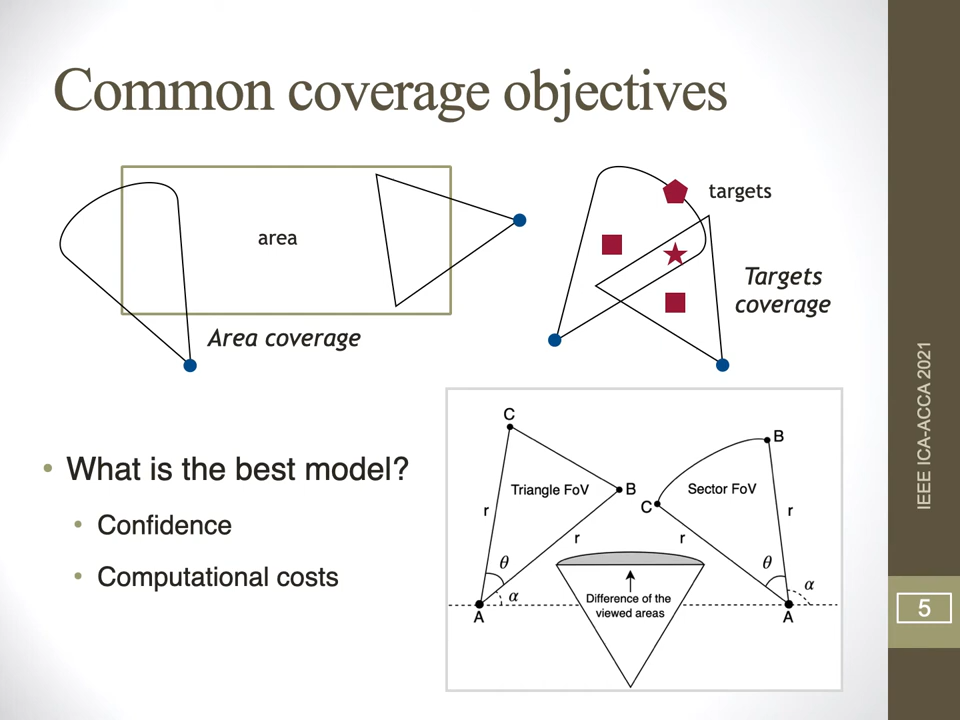 Common coverage objectives
area
targets
Targets
coverage
Area coverage
• What is the best model?
• Confidence
• Computational costs
C
Triangle FoV
B
r
r
θ
α
A
B
Sector FoV
C
r
r
θ
α
A
Difference of the
viewed areas
IEEE ICA-ACCA 2021
5